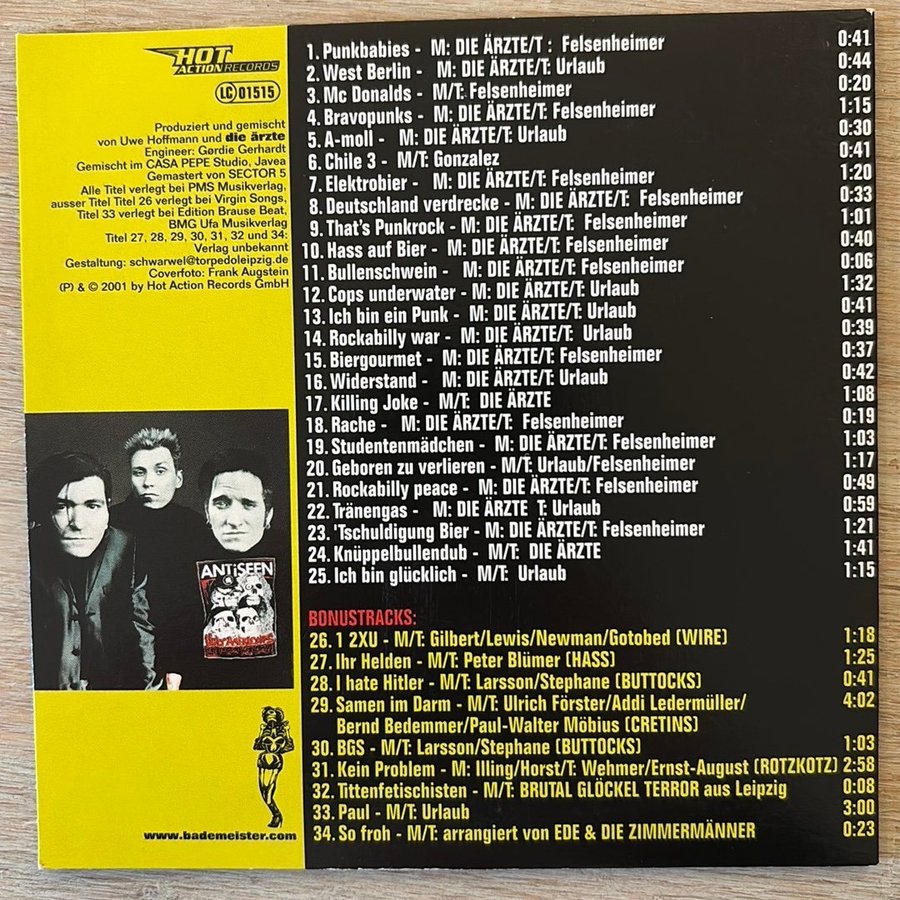 HOT
ACTION RECORDS
LC 01515
Produziert und gemischt
von Uwe Hoffmann und die ärzte
Engineer: Gørdie Gerhardt
Gemischt im CASA PEPE Studio, Javea
Gemastert von SECTOR 5
Alle Titel verlegt bei PMS Musikverlag,
ausser Titel Titel 26 verlegt bei Virgin Songs,
Titel 33 verlegt bei Edition Brause Beat,
BMG Ufa Musikverlag
Titel 27, 28, 29, 30, 31, 32 und 34:
Verlag unbekannt
Gestaltung: schwarwel@torpedoleipzig.de
Coverfoto: Frank Augstein
(P) & © 2001 by Hot Action Records GmbH
ANTiSEEN
www.bademeister.com
1. Punkbabies - M: DIE ÄRZTE/T : Felsenheimer 0:41
2. West Berlin - M: DIE ÄRZTE/T: Urlaub 0:44
3. Mc Donalds - M/T: Felsenheimer 0:20
4. Bravopunks - M: DIE ÄRZTE/T: Felsenheimer 1:15
5. A-moll - M: DIE ÄRZTE/T: Urlaub 0:30
6. Chile 3 - M/T: Gonzalez 0:41
7. Elektrobier - M: DIE ÄRZTE/T: Felsenheimer 1:20
8. Deutschland verdrecke - M: DIE ÄRZTE/T: Felsenheimer 0:33
9. That's Punkrock - M: DIE ÄRZTE/T: Felsenheimer 1:01
10. Hass auf Bier - M: DIE ÄRZTE/T: Felsenheimer 0:40
11. Bullenschwein - M: DIE ÄRZTE/T: Felsenheimer 0:06
12. Cops underwater - M: DIE ÄRZTE/T: Urlaub 1:32
13. Ich bin ein Punk - M: DIE ÄRZTE/T: Urlaub 0:41
14. Rockabilly war - M: DIE ÄRZTE/T: Urlaub 0:39
15. Biergourmet - M: DIE ÄRZTE/T: Felsenheimer 0:37
16. Widerstand - M: DIE ÄRZTE/T: Urlaub 0:42
17. Killing Joke - M/T: DIE ÄRZTE 1:08
18. Rache - M: DIE ÄRZTE/T: Felsenheimer 0:19
19. Studentenmädchen - M: DIE ÄRZTE/T: Felsenheimer 1:03
20. Geboren zu verlieren - M/T: Urlaub/Felsenheimer 1:17
21. Rockabilly peace - M: DIE ÄRZTE/T: Felsenheimer 0:49
22. Tränengas - M: DIE ÄRZTE T: Urlaub 0:59
23. 'Tschuldigung Bier - M: DIE ÄRZTE/T: Felsenheimer 1:21
24. Knüppelbullendub - M/T: DIE ÄRZTE 1:41
25. Ich bin glücklich - M/T: Urlaub 1:15
BONUSTRACKS:
26. 1 2XU - M/T: Gilbert/Lewis/Newman/Gotobed (WIRE) 1:18
27. Ihr Helden - M/T: Peter Blümer (HASS) 1:25
28. I hate Hitler - M/T: Larsson/Stephane (BUTTOCKS) 0:41
29. Samen im Darm - M/T: Ulrich Förster/Addi Ledermüller/ 4:02
Bernd Bedemmer/Paul-Walter Möbius (CRETINS)
30. BGS - M/T: Larsson/Stephane (BUTTOCKS) 1:03
31. Kein Problem - M: Illing/Horst/T: Wehmer/Ernst-August (ROTZKOTZ) 2:58
32. Tittenfetischisten - M/T: BRUTAL GLÖCKEL TERROR aus Leipzig 0:08
33. Paul - M/T: Urlaub 3:00
34. So froh - M/T: arrangiert von EDE & DIE ZIMMERMÄNNER 0:23